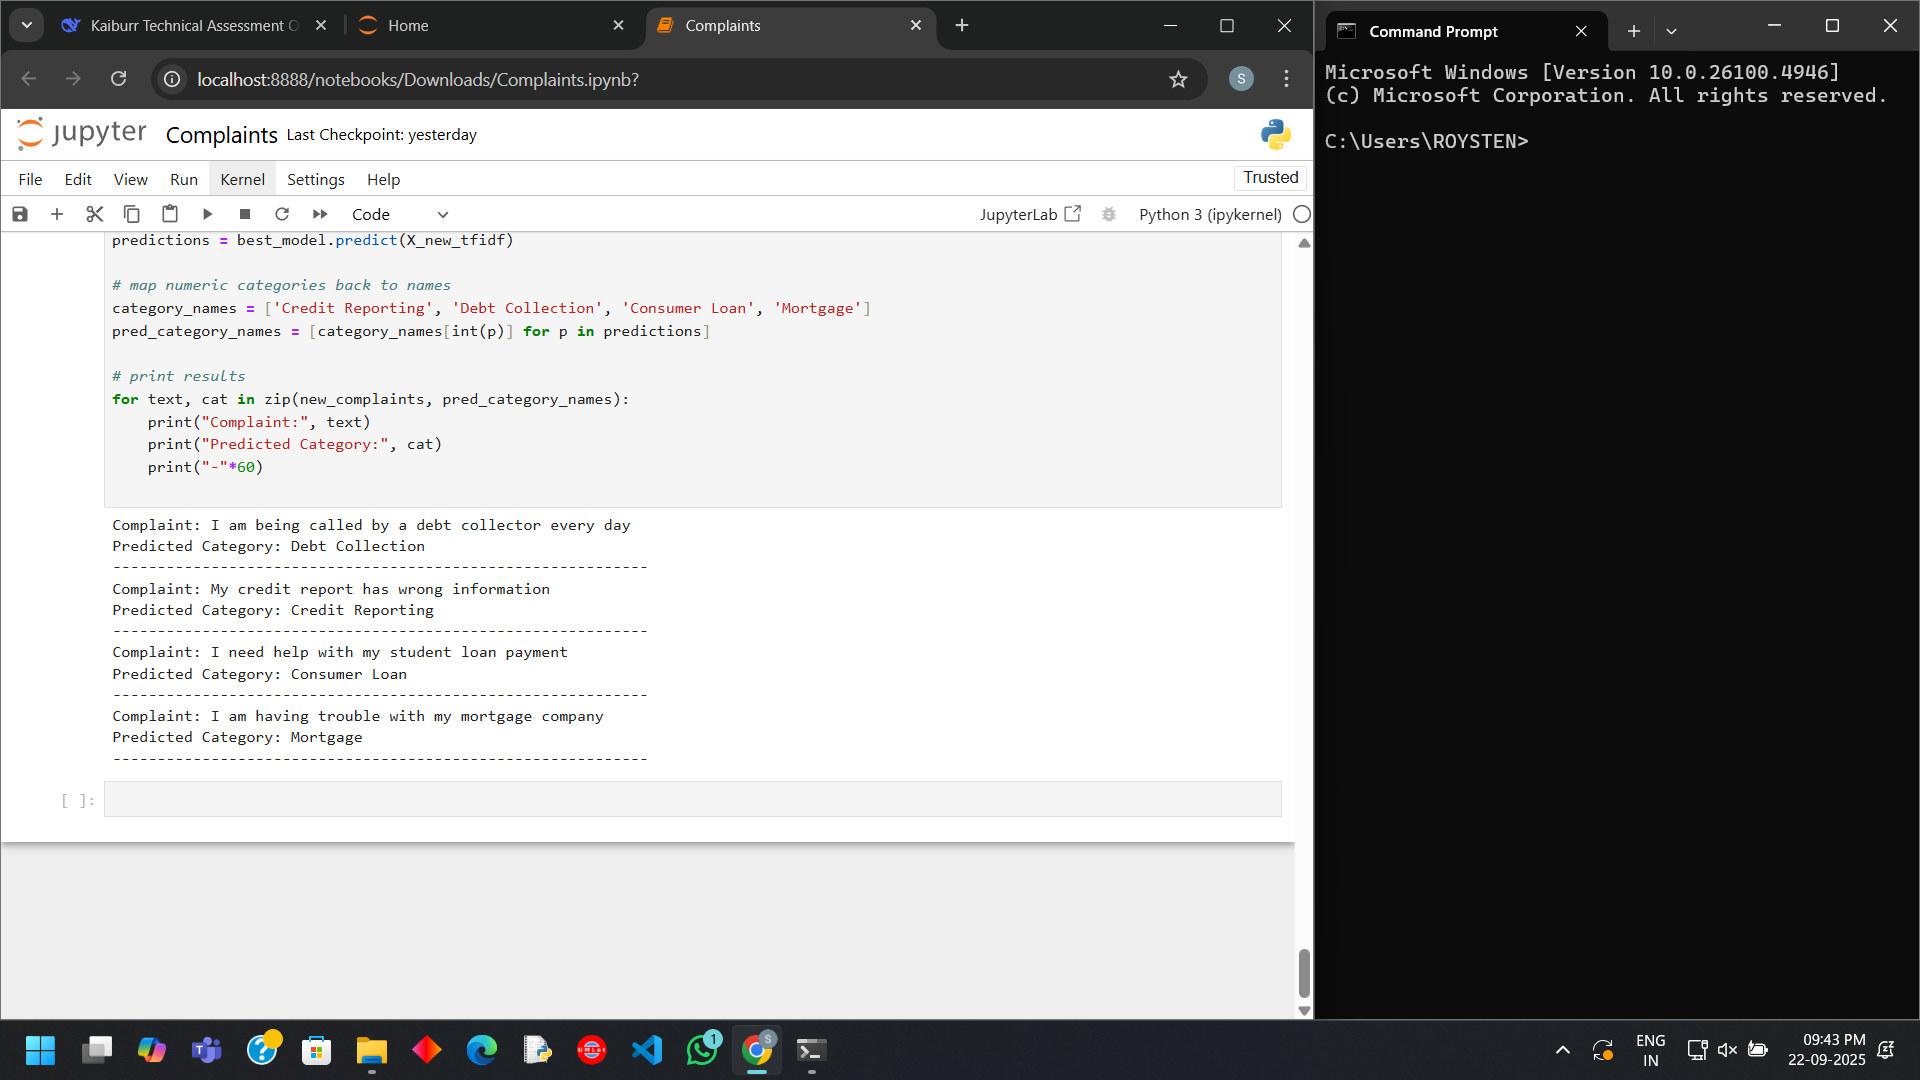 Kaiburr Technical Assessment O
Home
Complaints
localhost:8888/notebooks/Downloads/Complaints.ipynb?
S
jupyter Complaints Last Checkpoint: yesterday
File Edit View Run Kernel Settings Help
Trusted
Code
JupyterLab
Python 3 (ipykernel)
predictions = best_model.predict(X_new_tfidf)
# map numeric categories back to names
category_names = ['Credit Reporting', 'Debt Collection', 'Consumer Loan', 'Mortgage']
pred_category_names = [category_names[int(p)] for p in predictions]
# print results
for text, cat in zip(new_complaints, pred_category_names):
    print("Complaint:", text)
    print("Predicted Category:", cat)
    print("-"*60)
Complaint: I am being called by a debt collector every day
Predicted Category: Debt Collection
------------------------------------------------------------
Complaint: My credit report has wrong information
Predicted Category: Credit Reporting
------------------------------------------------------------
Complaint: I need help with my student loan payment
Predicted Category: Consumer Loan
------------------------------------------------------------
Complaint: I am having trouble with my mortgage company
Predicted Category: Mortgage
------------------------------------------------------------
[ ]:
Command Prompt
Microsoft Windows [Version 10.0.26100.4946]
(c) Microsoft Corporation. All rights reserved.
C:\Users\ROYSTEN>
UMLet
1
S
ENG
IN
09:43 PM
22-09-2025